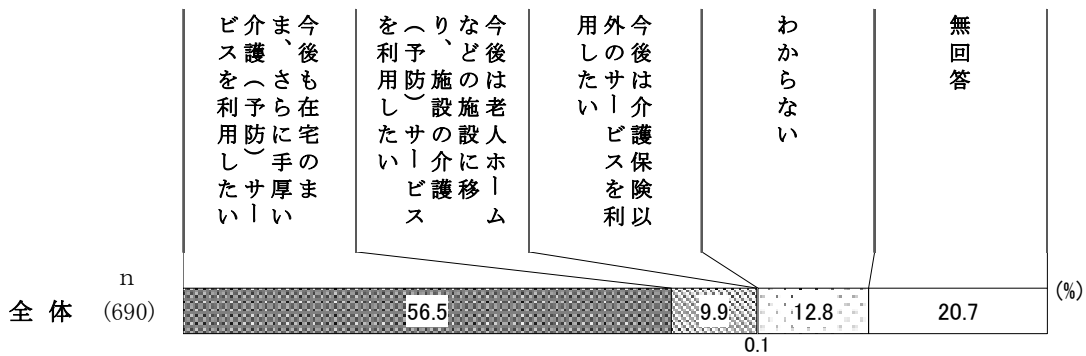 今後も在宅のま
ま、さらに手厚い
介護(予防)サー
ビスを利用したい
今後は老人ホーム
などの施設に移
り、施設の介護
(予防)サービス
を利用したい
今後は介護保険以
外のサービスを利
用したい
わからない
無回答
n
全 体 (690)
56.5
9.9
0.1
12.8
20.7
(%)